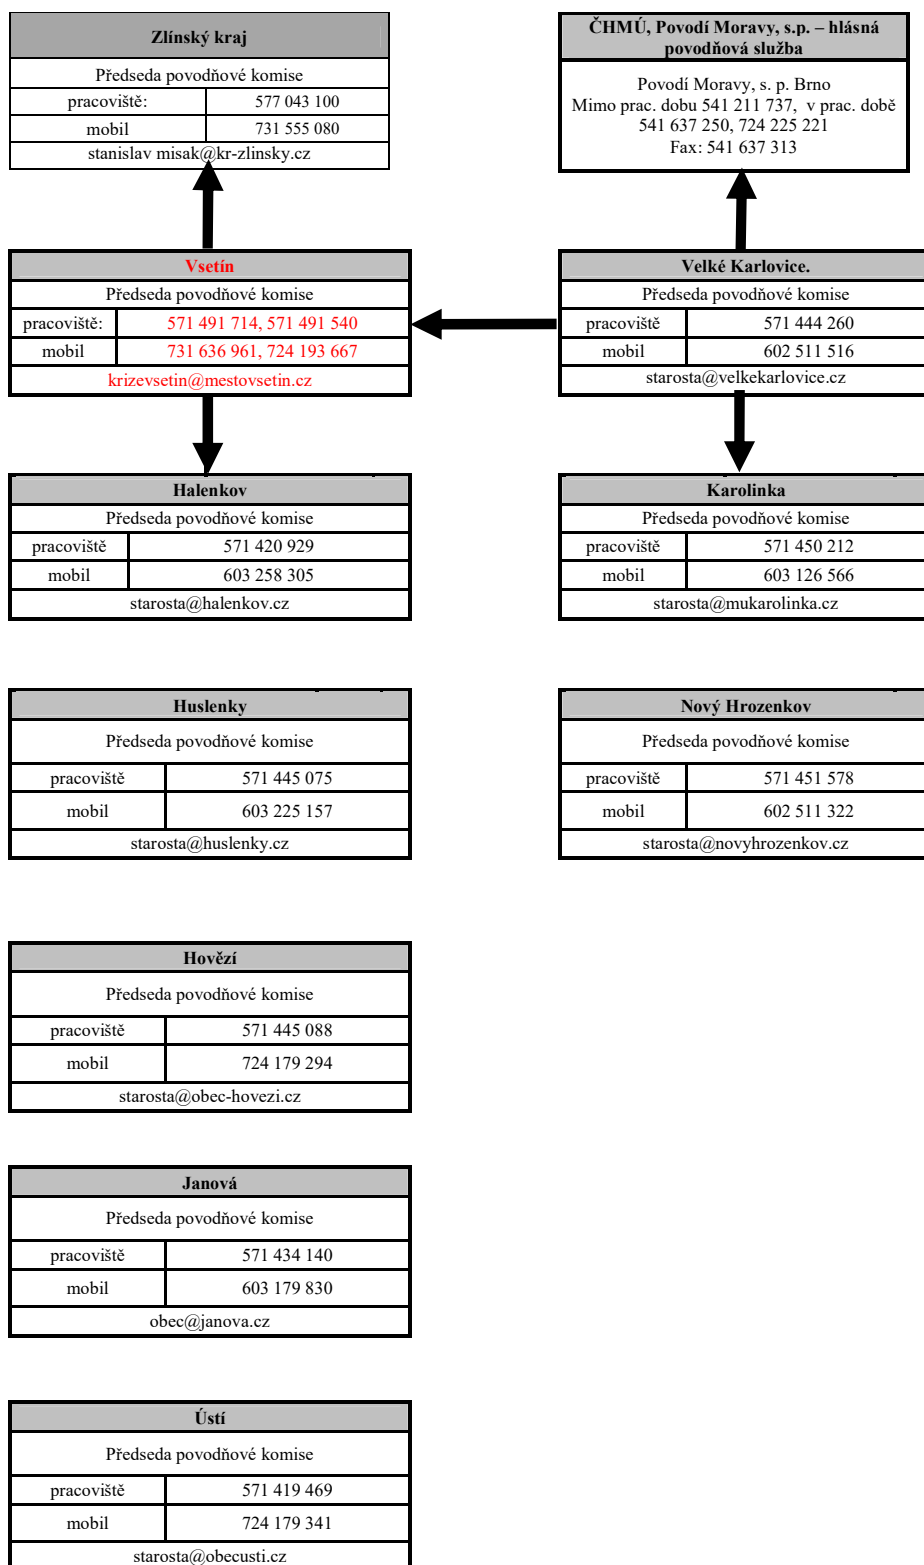 Zlínský kraj
Předseda povodňové komise
pracoviště: 577 043 100
mobil 731 555 080
stanislav misak@kr-zlinsky.cz
ČHMÚ, Povodí Moravy, s.p. – hlásná
povodňová služba
Povodí Moravy, s. p. Brno
Mimo prac. dobu 541 211 737, v prac. době
541 637 250, 724 225 221
Fax: 541 637 313
Vsetín
Předseda povodňové komise
pracoviště: 571 491 714, 571 491 540
mobil 731 636 961, 724 193 667
krizevsetin@mestovsetin.cz
Velké Karlovice.
Předseda povodňové komise
pracoviště 571 444 260
mobil 602 511 516
starosta@velkekarlovice.cz
Halenkov
Předseda povodňové komise
pracoviště 571 420 929
mobil 603 258 305
starosta@halenkov.cz
Karolinka
Předseda povodňové komise
pracoviště 571 450 212
mobil 603 126 566
starosta@mukarolinka.cz
Huslenky
Předseda povodňové komise
pracoviště 571 445 075
mobil 603 225 157
starosta@huslenky.cz
Nový Hrozenkov
Předseda povodňové komise
pracoviště 571 451 578
mobil 602 511 322
starosta@novyhrozenkov.cz
Hovězí
Předseda povodňové komise
pracoviště 571 445 088
mobil 724 179 294
starosta@obec-hovezi.cz
Janová
Předseda povodňové komise
pracoviště 571 434 140
mobil 603 179 830
obec@janova.cz
Ústí
Předseda povodňové komise
pracoviště 571 419 469
mobil 724 179 341
starosta@obecusti.cz